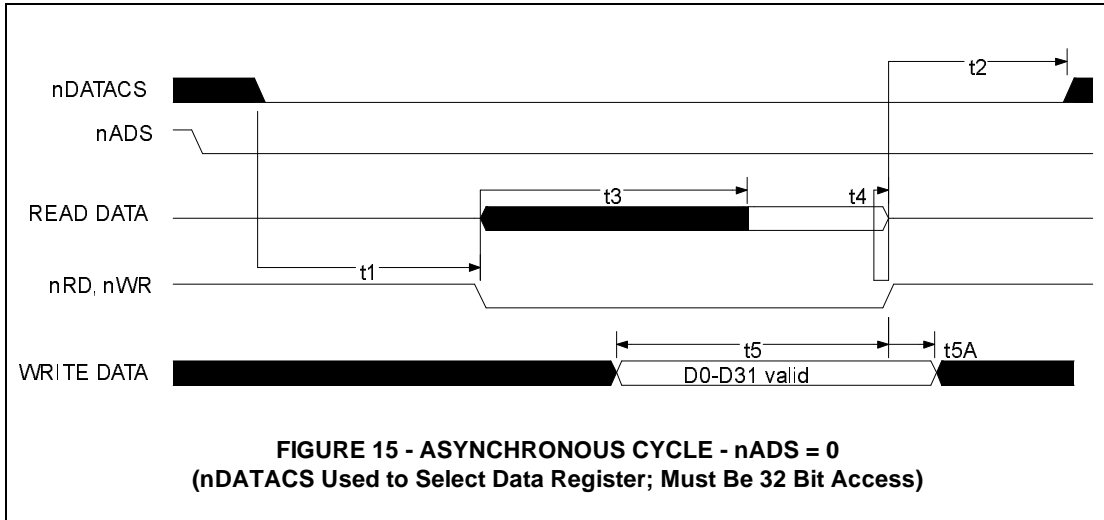 t2
nDATACS
nADS
t3
t4
READ DATA
t1
nRD, nWR
t5
t5A
WRITE DATA
D0-D31 valid
FIGURE 15 - ASYNCHRONOUS CYCLE - nADS = 0
(nDATACS Used to Select Data Register; Must Be 32 Bit Access)